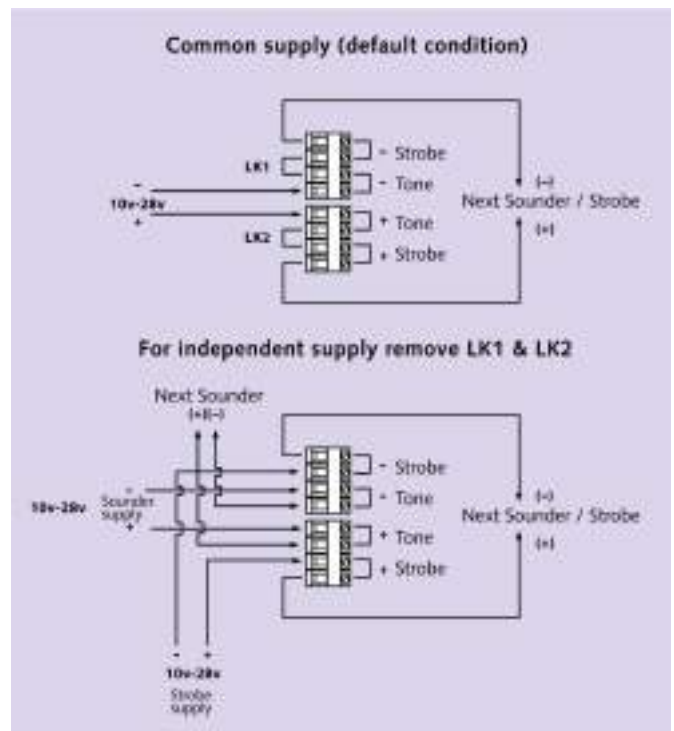 Common supply (default condition)
- Strobe
LK1
- Tone
-
(-)
10v-28v
Next Sounder / Strobe
+
+ Tone
(+)
LK2
+ Strobe
For independent supply remove LK1 & LK2
Next Sounder
(+)(-)
- Strobe
-
- Tone
(-)
10v-28v
Sounder
supply
Next Sounder / Strobe
+
+ Tone
(+)
+ Strobe
- +
10v-28v
Strobe
supply